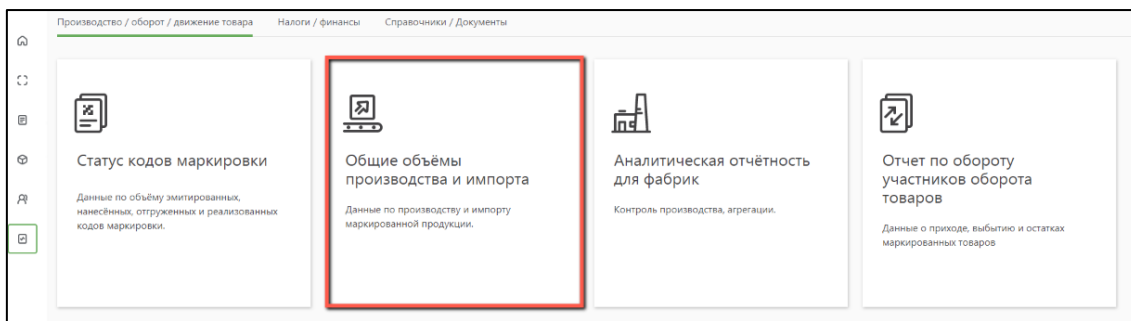 Производство / оборот / движение товара Налоги / финансы Справочники / Документы
Статус кодов маркировки
Данные по объёму эмитированных,
нанесённых, отгруженных и реализованных
кодов маркировки.
Общие объёмы
производства и импорта
Данные по производству и импорту
маркированной продукции.
Аналитическая отчётность
для фабрик
Контроль производства, агрегации.
Отчет по обороту
участников оборота
товаров
Данные о приходе, выбытию и остатках
маркированных товаров